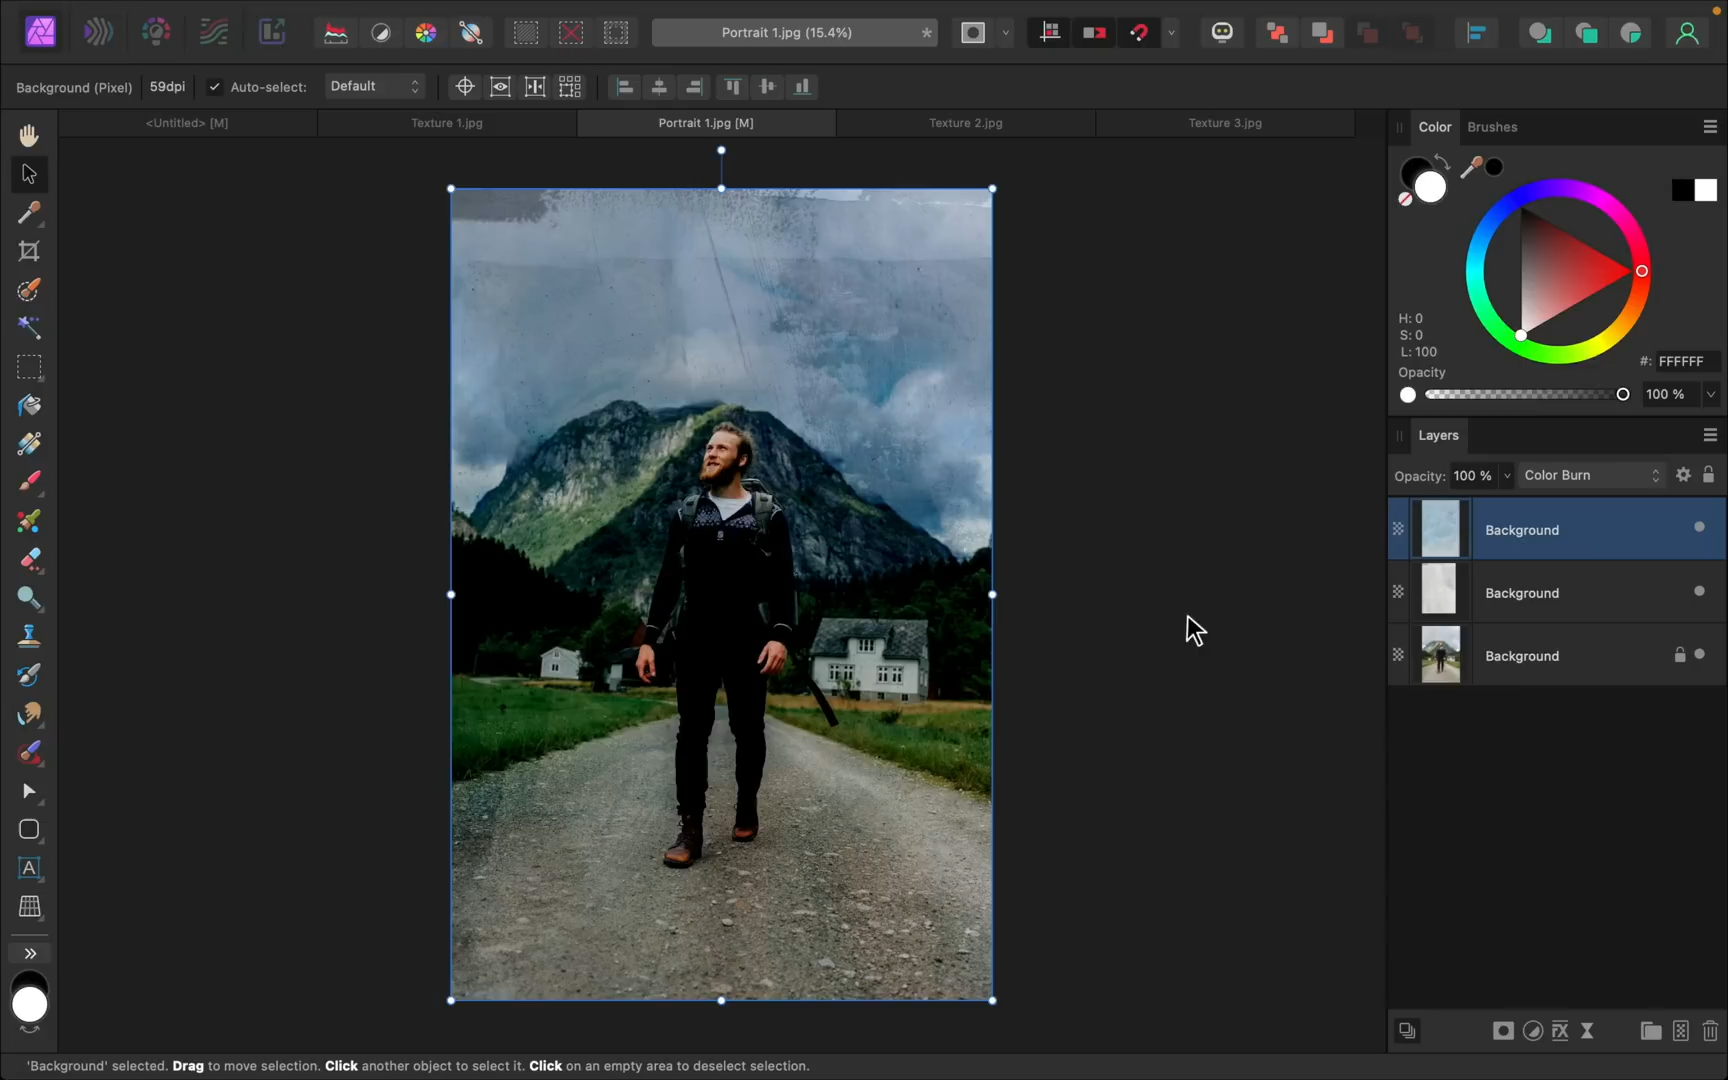 Portrait 1.jpg (15.4%)
*
Background (Pixel)
59dpi
Auto-select:
Default
<Untitled> [M]
Texture 1.jpg
Portrait 1.jpg [M]
Texture 2.jpg
Texture 3.jpg
Color
Brushes
H: 0
S: 0
L: 100
#: FFFFFF
Opacity
100 %
Layers
Opacity: 100 %
Color Burn
Background
Background
Background
A
FX
'Background' selected. Drag to move selection. Click another object to select it. Click on an empty area to deselect selection.